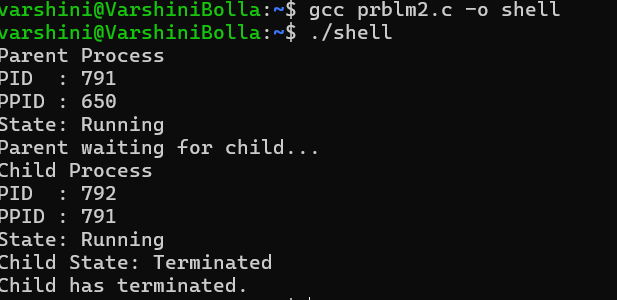 varshini@VarshiniBolla:~$ gcc prblm2.c -o shell
varshini@VarshiniBolla:~$ ./shell
Parent Process
PID  : 791
PPID : 650
State: Running
Parent waiting for child...
Child Process
PID  : 792
PPID : 791
State: Running
Child State: Terminated
Child has terminated.